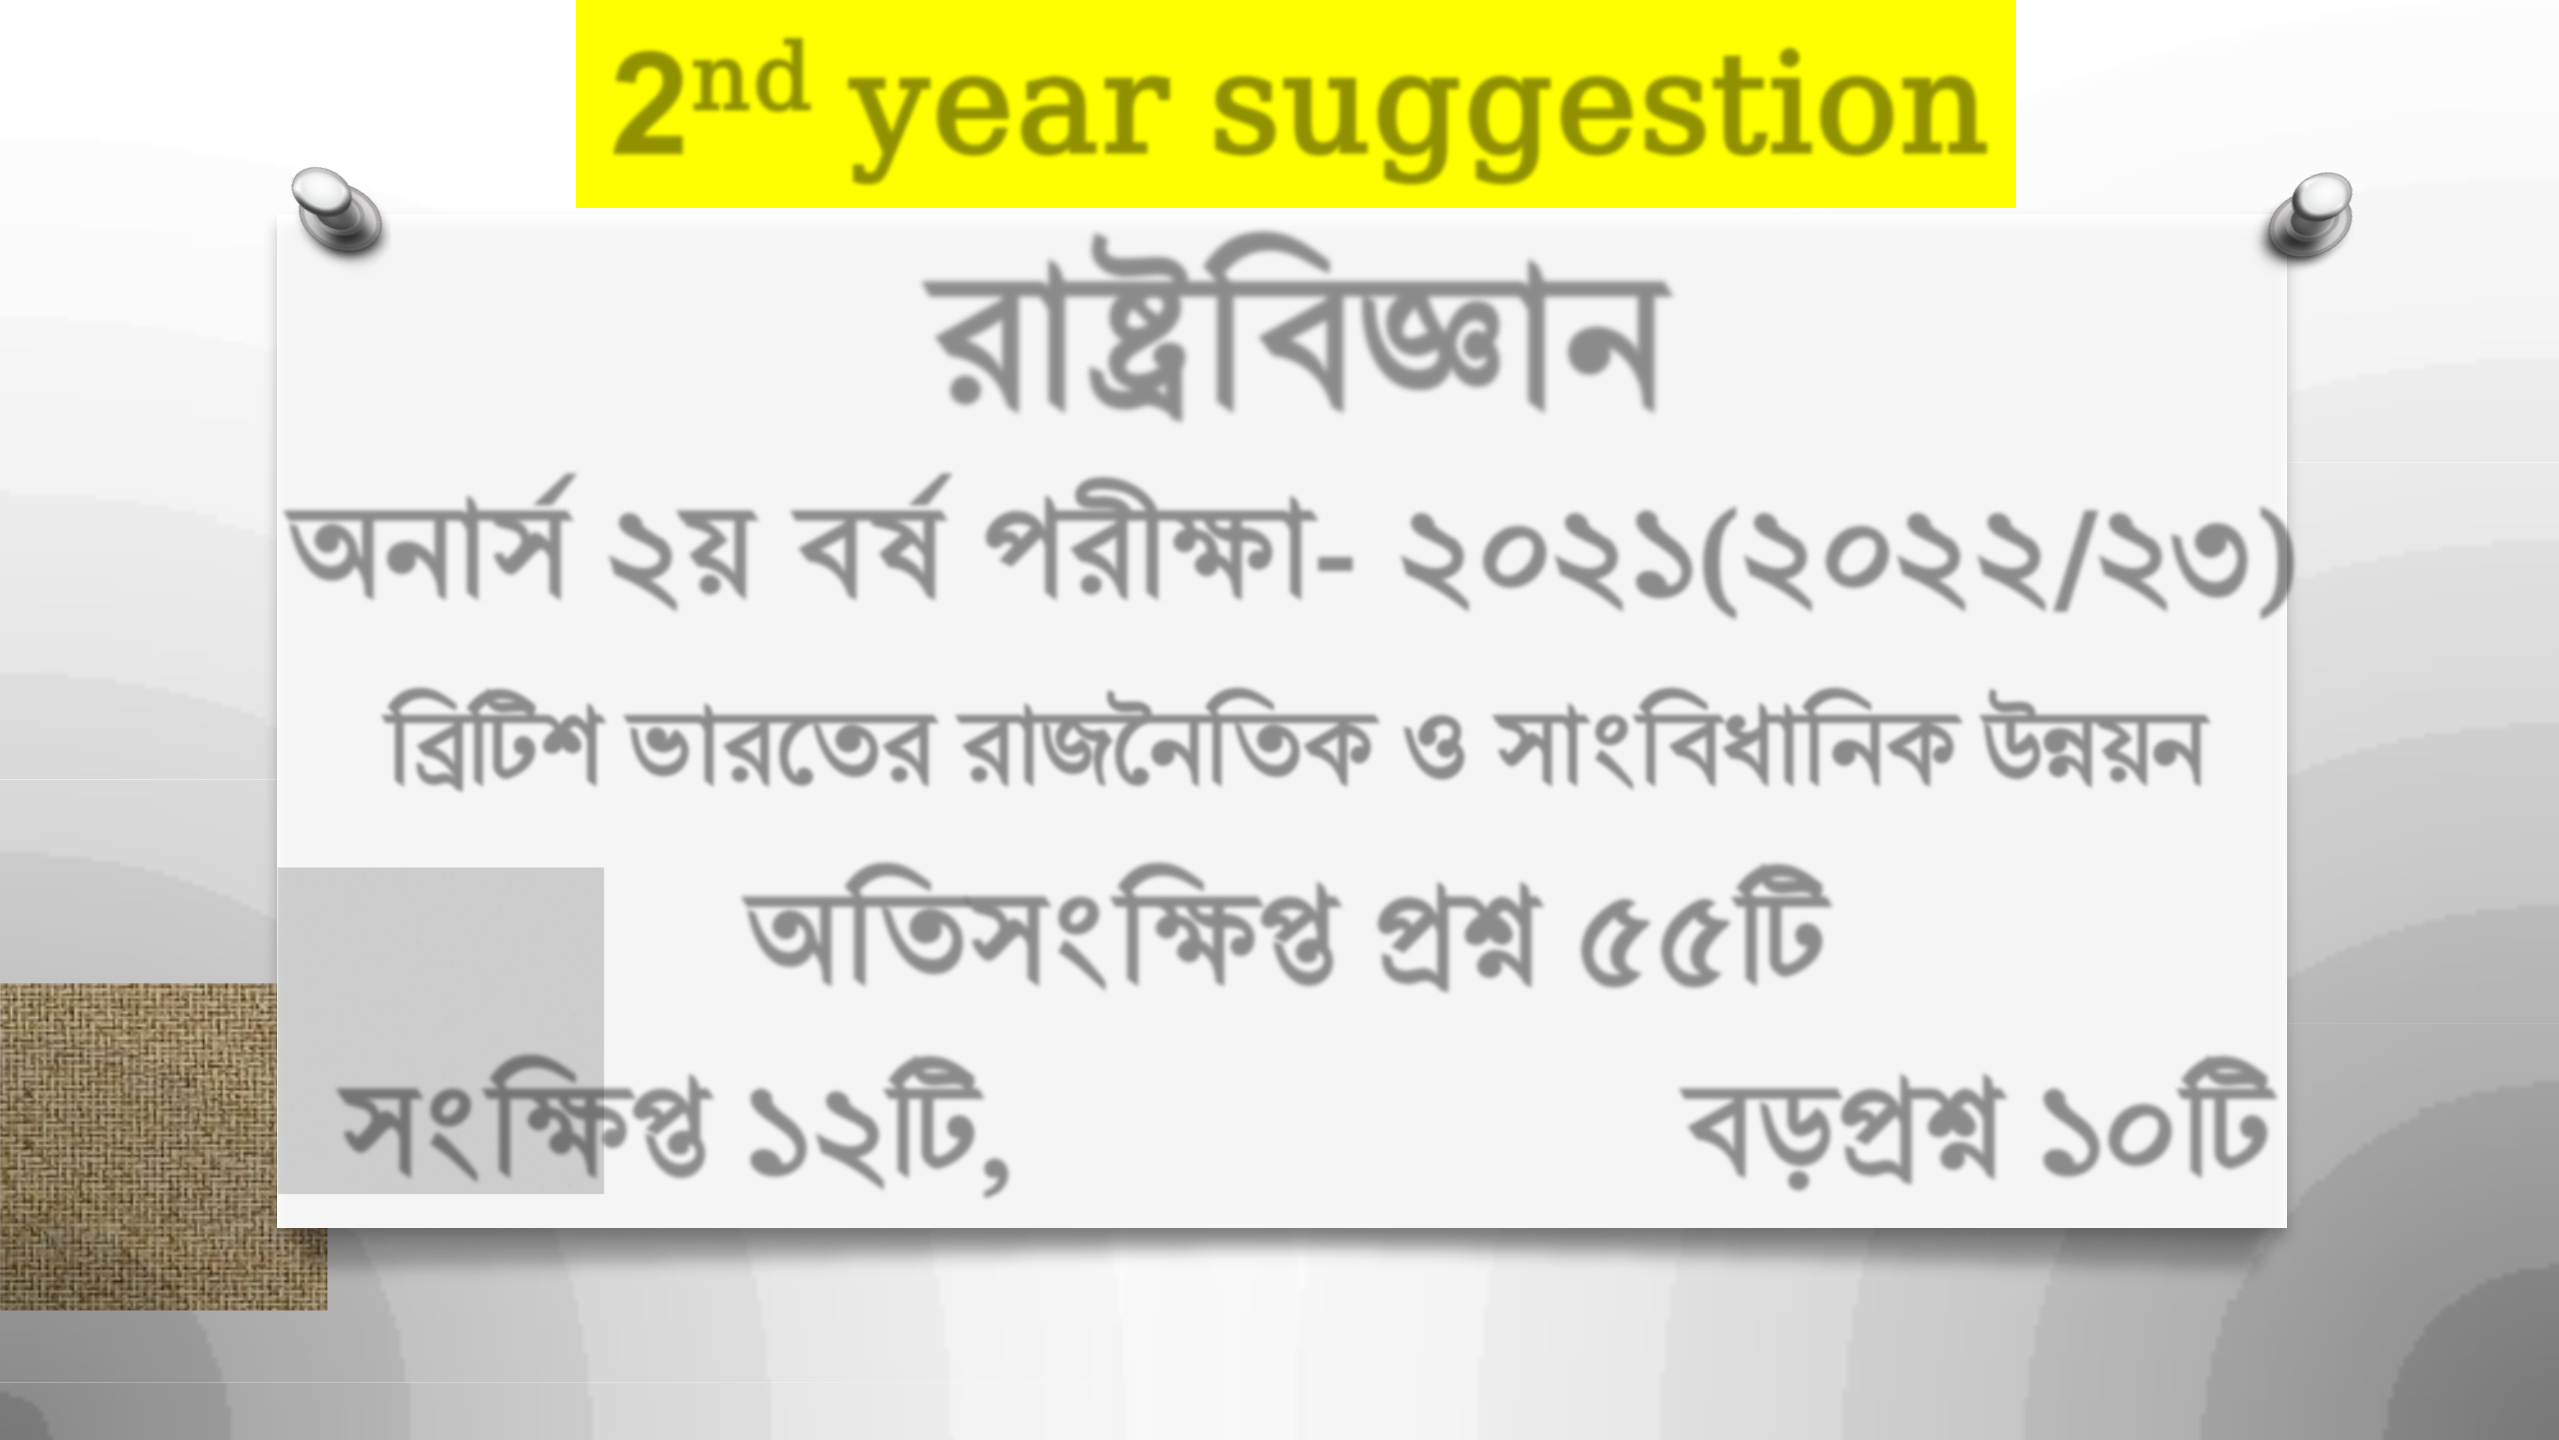 2nd year suggestion
রাষ্ট্রবিজ্ঞান
অনার্স ২য় বর্ষ পরীক্ষা- ২০২১(২০২২/২৩)
ব্রিটিশ ভারতের রাজনৈতিক ও সাংবিধানিক উন্নয়ন
অতিসংক্ষিপ্ত প্রশ্ন ৫৫টি
সংক্ষিপ্ত ১২টি, বড়প্রশ্ন ১০টি